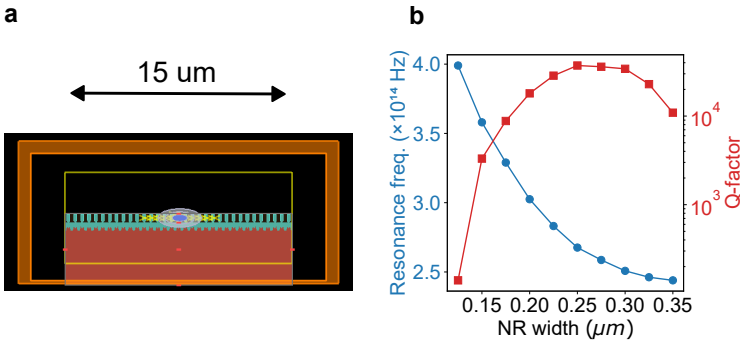 a
15 um
b
Resonance freq. (×10¹⁴ Hz)
4.0
3.5
3.0
2.5
10⁴
10³
Q-factor
0.15 0.20 0.25 0.30 0.35
NR width (μm)